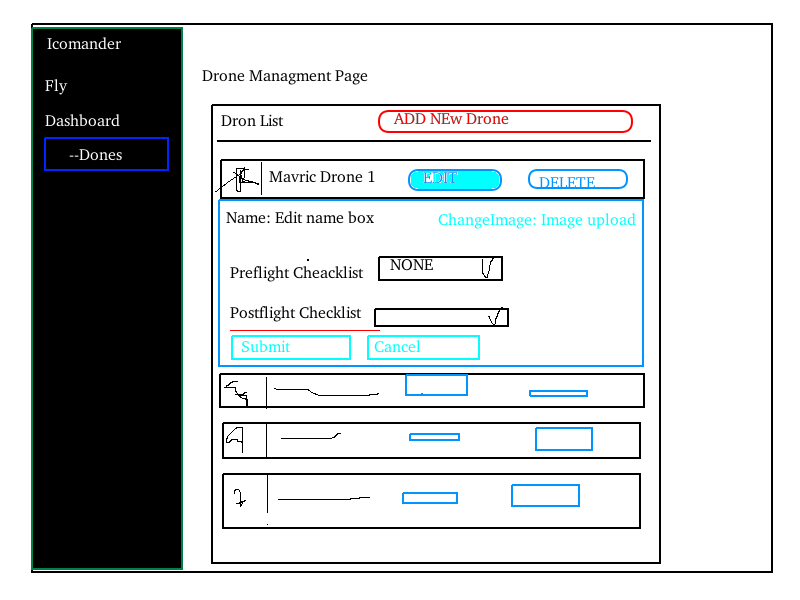 Icomander
Fly
Dashboard
--Dones
Drone Managment Page
Dron List
ADD NEw Drone
Mavric Drone 1
EDIT
DELETE
Name: Edit name box
ChangeImage: Image upload
Preflight Cheacklist
NONE
Postflight Checklist
Submit
Cancel